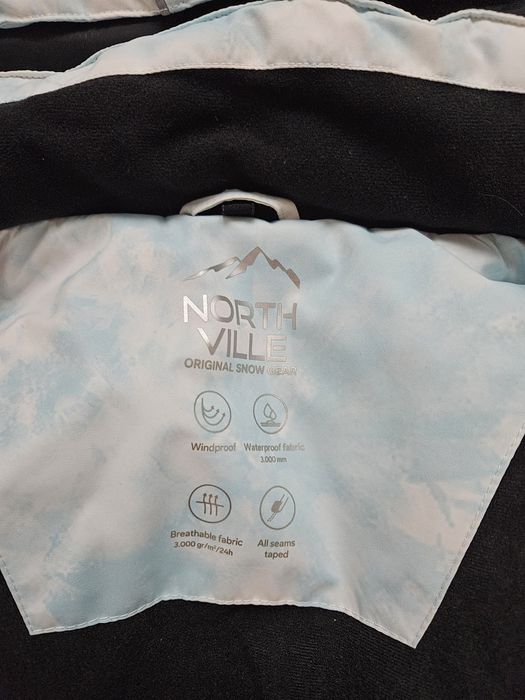 NORTH
VILLE
ORIGINAL SNOW GEAR
Windproof
Waterproof fabric
3.000 mm
Breathable fabric
3.000 gr/m²/24h
All seams
taped